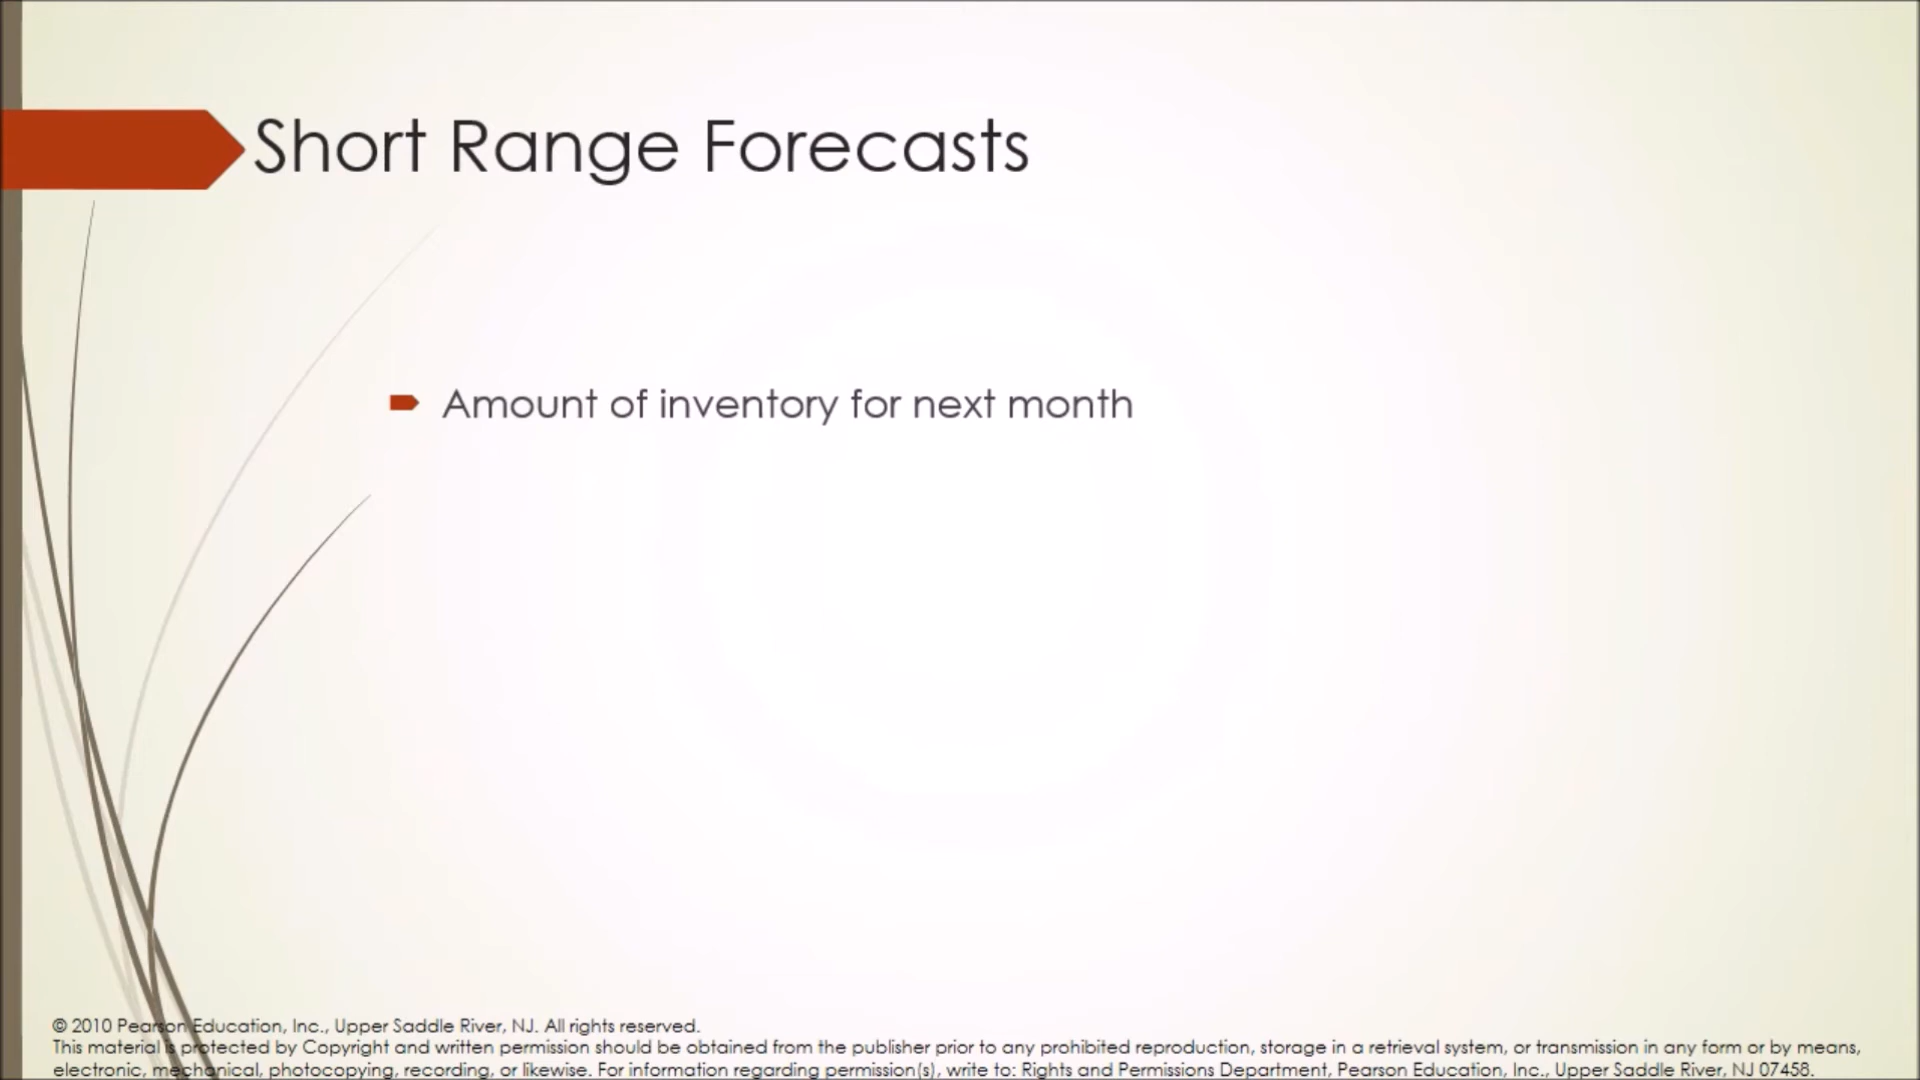 Short Range Forecasts
Amount of inventory for next month
© 2010 Pearson Education, Inc., Upper Saddle River, NJ. All rights reserved.
This material is protected by Copyright and written permission should be obtained from the publisher prior to any prohibited reproduction, storage in a retrieval system, or transmission in any form or by means,
electronic, mechanical, photocopying, recording, or likewise. For information regarding permission(s), write to: Rights and Permissions Department, Pearson Education, Inc., Upper Saddle River, NJ 07458.